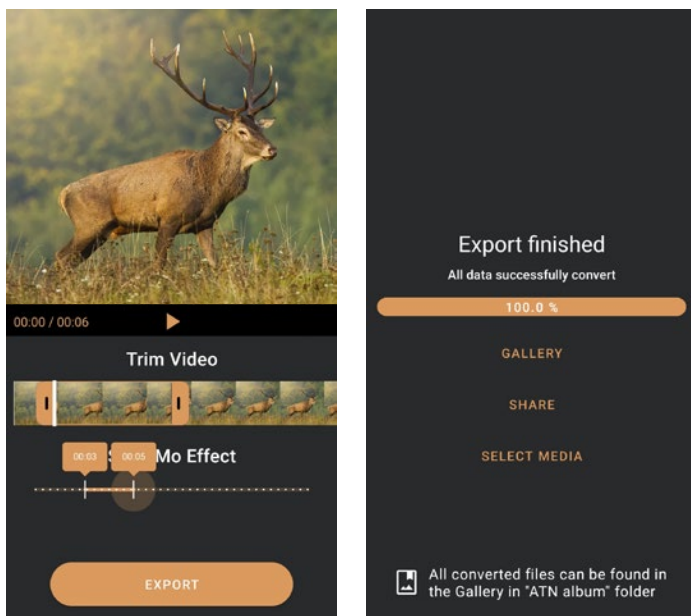 00:00 / 00:06
Trim Video
00:03
00:05
Mo Effect
EXPORT
Export finished
All data successfully convert
100.0 %
GALLERY
SHARE
SELECT MEDIA
All converted files can be found in
the Gallery in "ATN album" folder